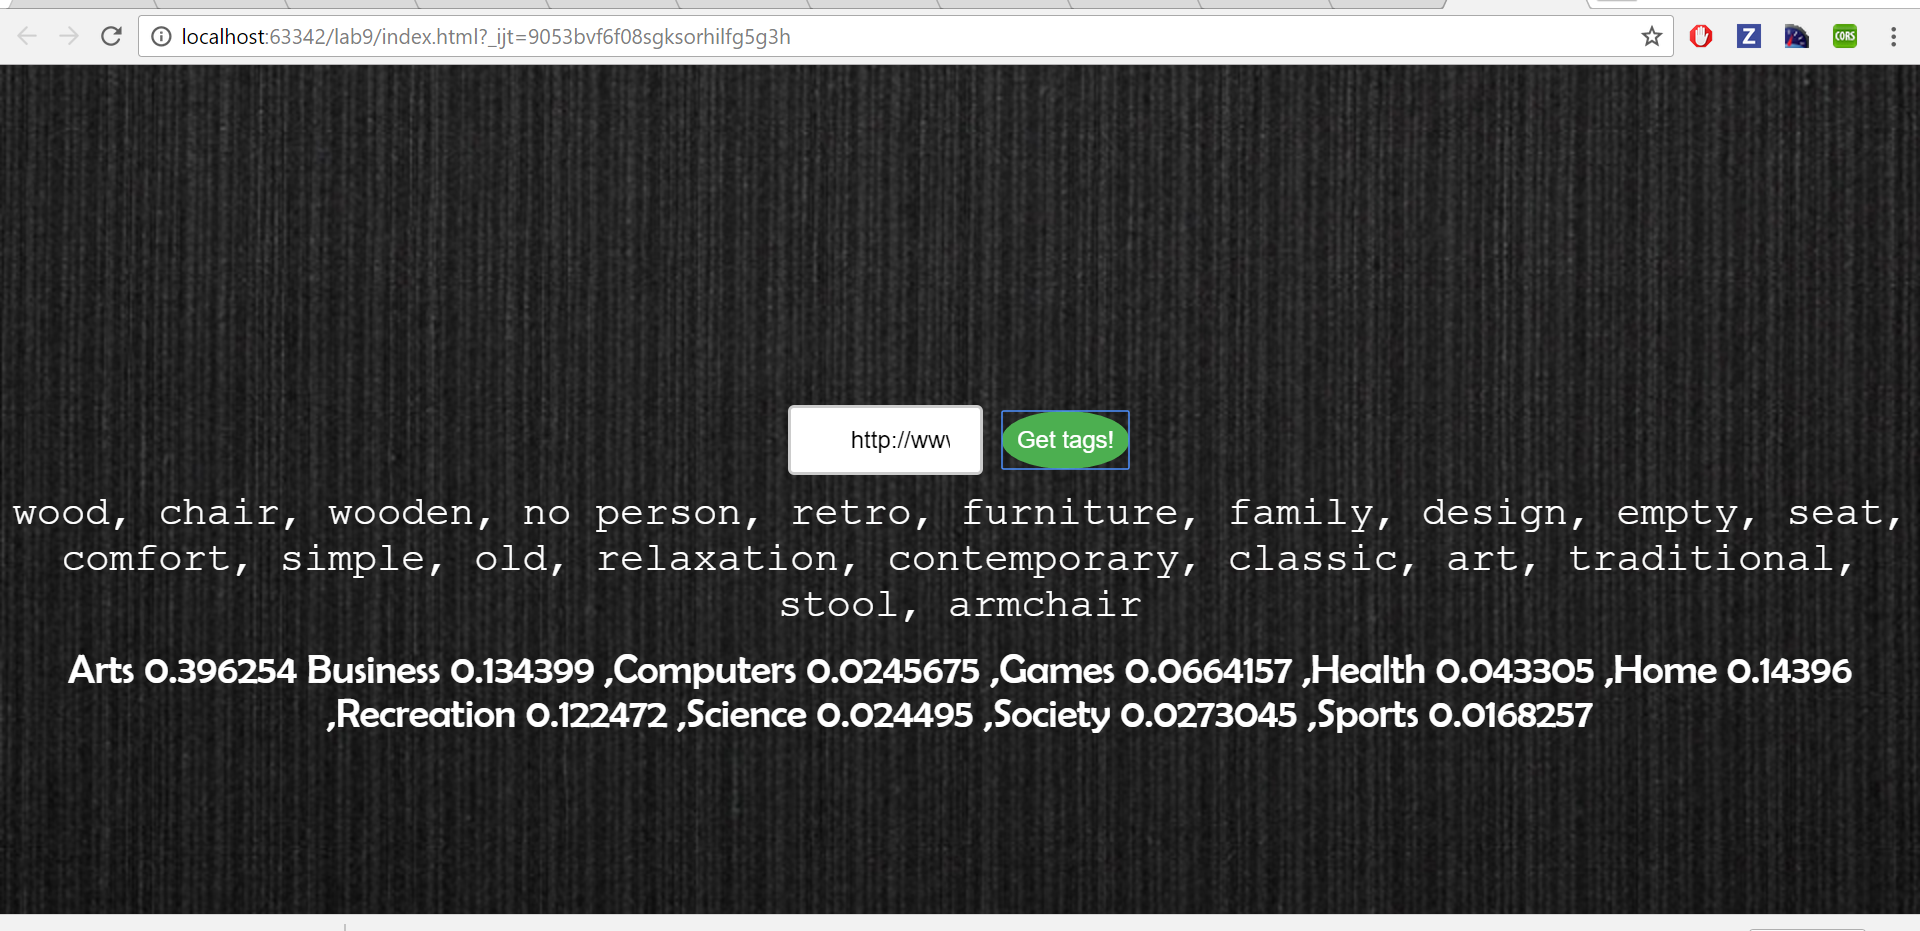 localhost:63342/lab9/index.html?_ijt=9053bvf6f08sgksorhilfg5g3h
Z CORS
http://www
Get tags!
wood, chair, wooden, no person, retro, furniture, family, design, empty, seat,
comfort, simple, old, relaxation, contemporary, classic, art, traditional,
stool, armchair
Arts 0.396254 Business 0.134399 ,Computers 0.0245675 ,Games 0.0664157 ,Health 0.043305 ,Home 0.14396
,Recreation 0.122472 ,Science 0.024495 ,Society 0.0273045 ,Sports 0.0168257